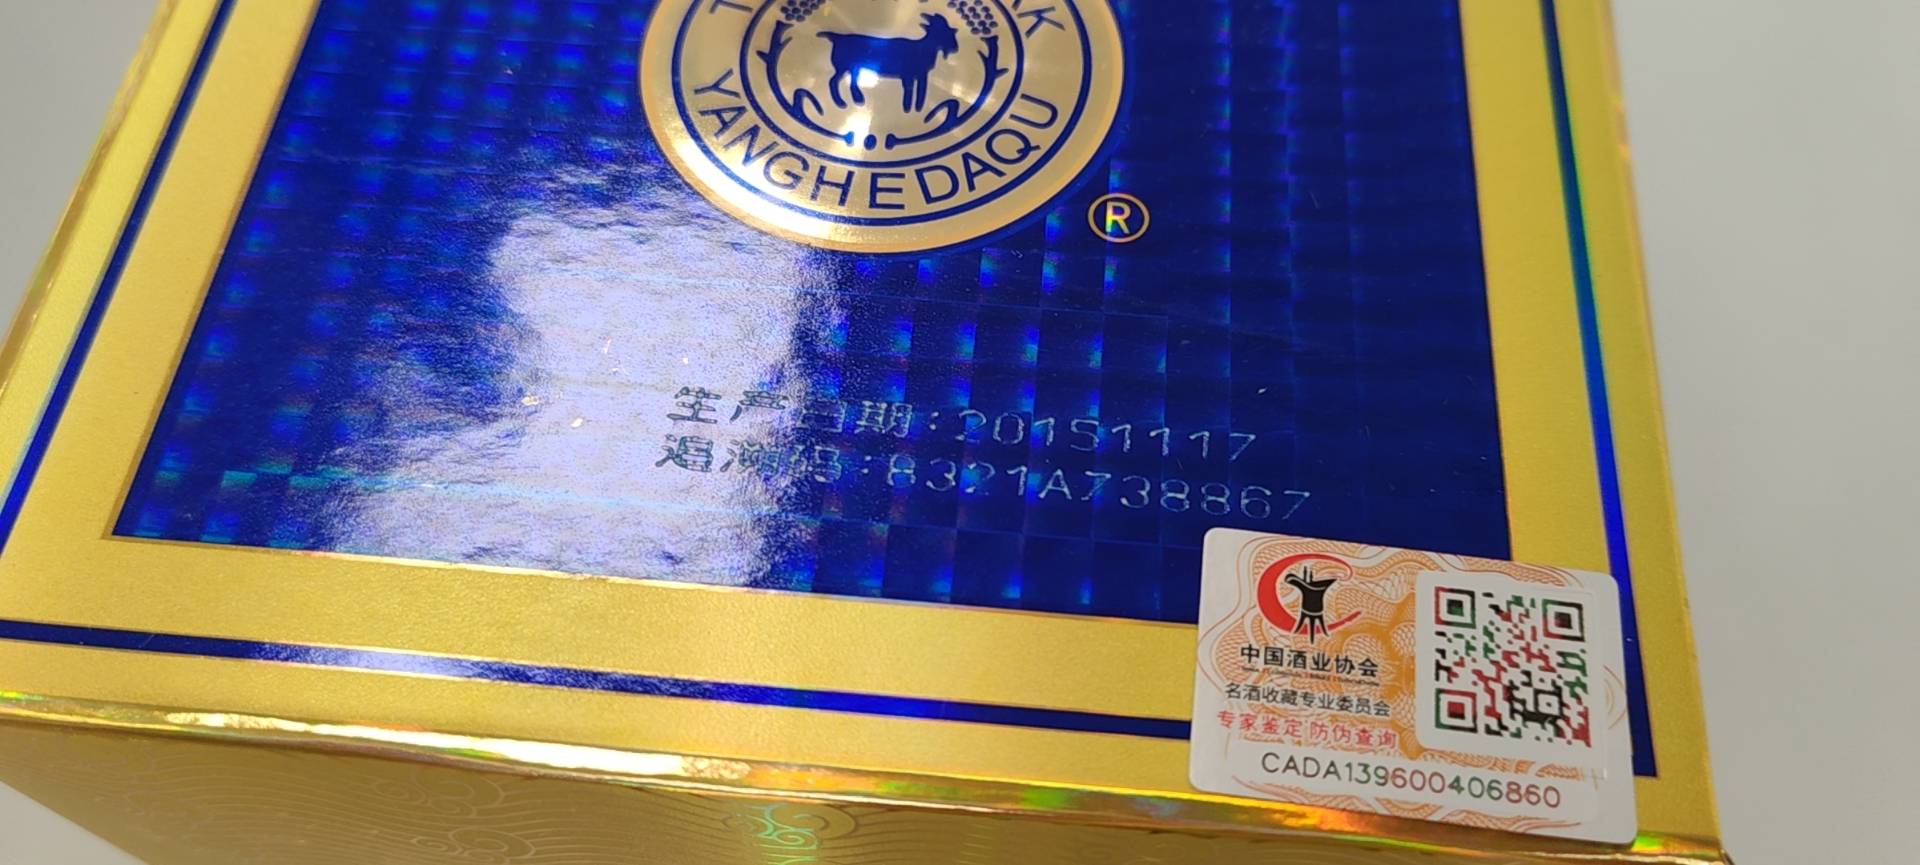 YANGHEDAQU
®
生产日期:20151117
追溯码:8321A738867
中国酒业协会
名酒收藏专业委员会
专家鉴定 防伪查询
CADA139600406860